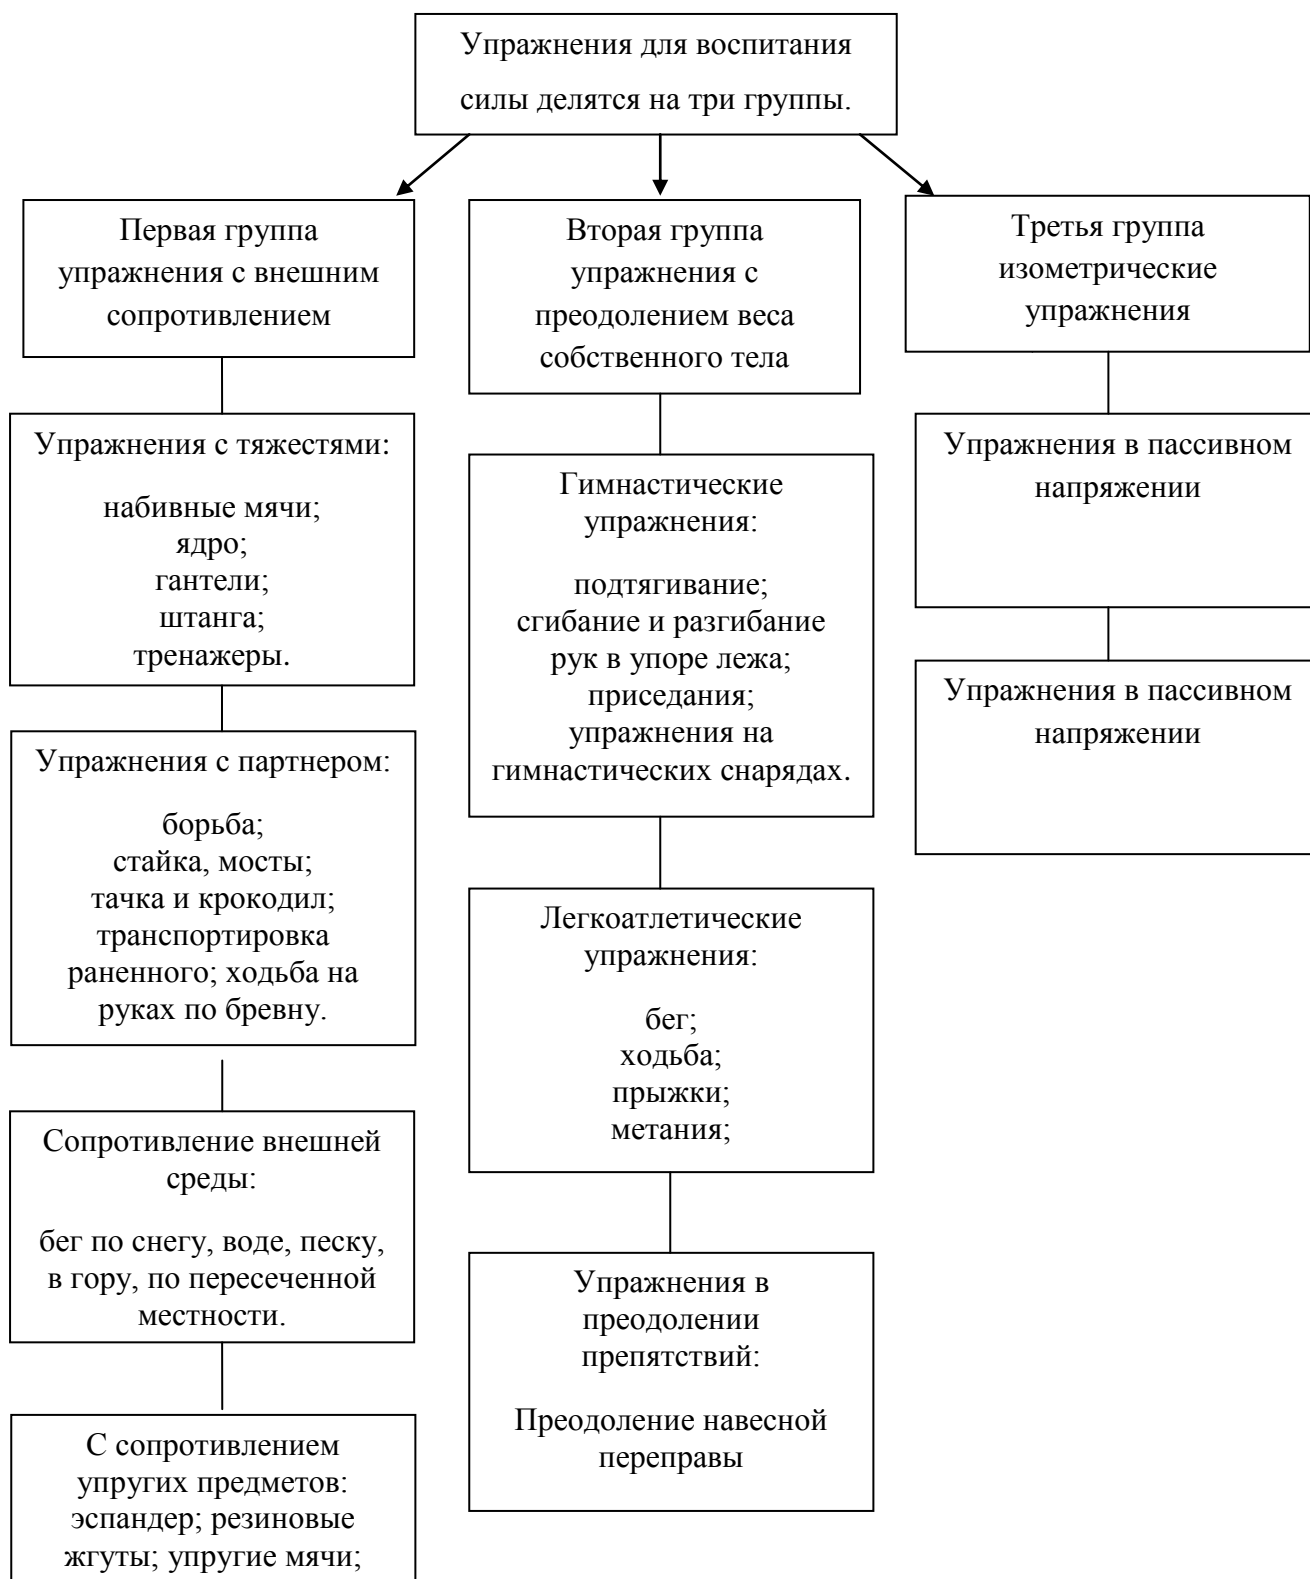 Упражнения для воспитания
силы делятся на три группы.
Первая группа
упражнения с внешним
сопротивлением
Упражнения с тяжестями:
набивные мячи;
ядро;
гантели;
штанга;
тренажеры.
Упражнения с партнером:
борьба;
стайка, мосты;
тачка и крокодил;
транспортировка
раненного; ходьба на
руках по бревну.
Сопротивление внешней
среды:
бег по снегу, воде, песку,
в гору, по пересеченной
местности.
С сопротивлением
упругих предметов:
эспандер; резиновые
жгуты; упругие мячи;
Вторая группа
упражнения с
преодолением веса
собственного тела
Гимнастические
упражнения:
подтягивание;
сгибание и разгибание
рук в упоре лежа;
приседания;
упражнения на
гимнастических снарядах.
Легкоатлетические
упражнения:
бег;
ходьба;
прыжки;
метания;
Упражнения в
преодолении
препятствий:
Преодоление навесной
переправы
Третья группа
изометрические
упражнения
Упражнения в пассивном
напряжении
Упражнения в пассивном
напряжении